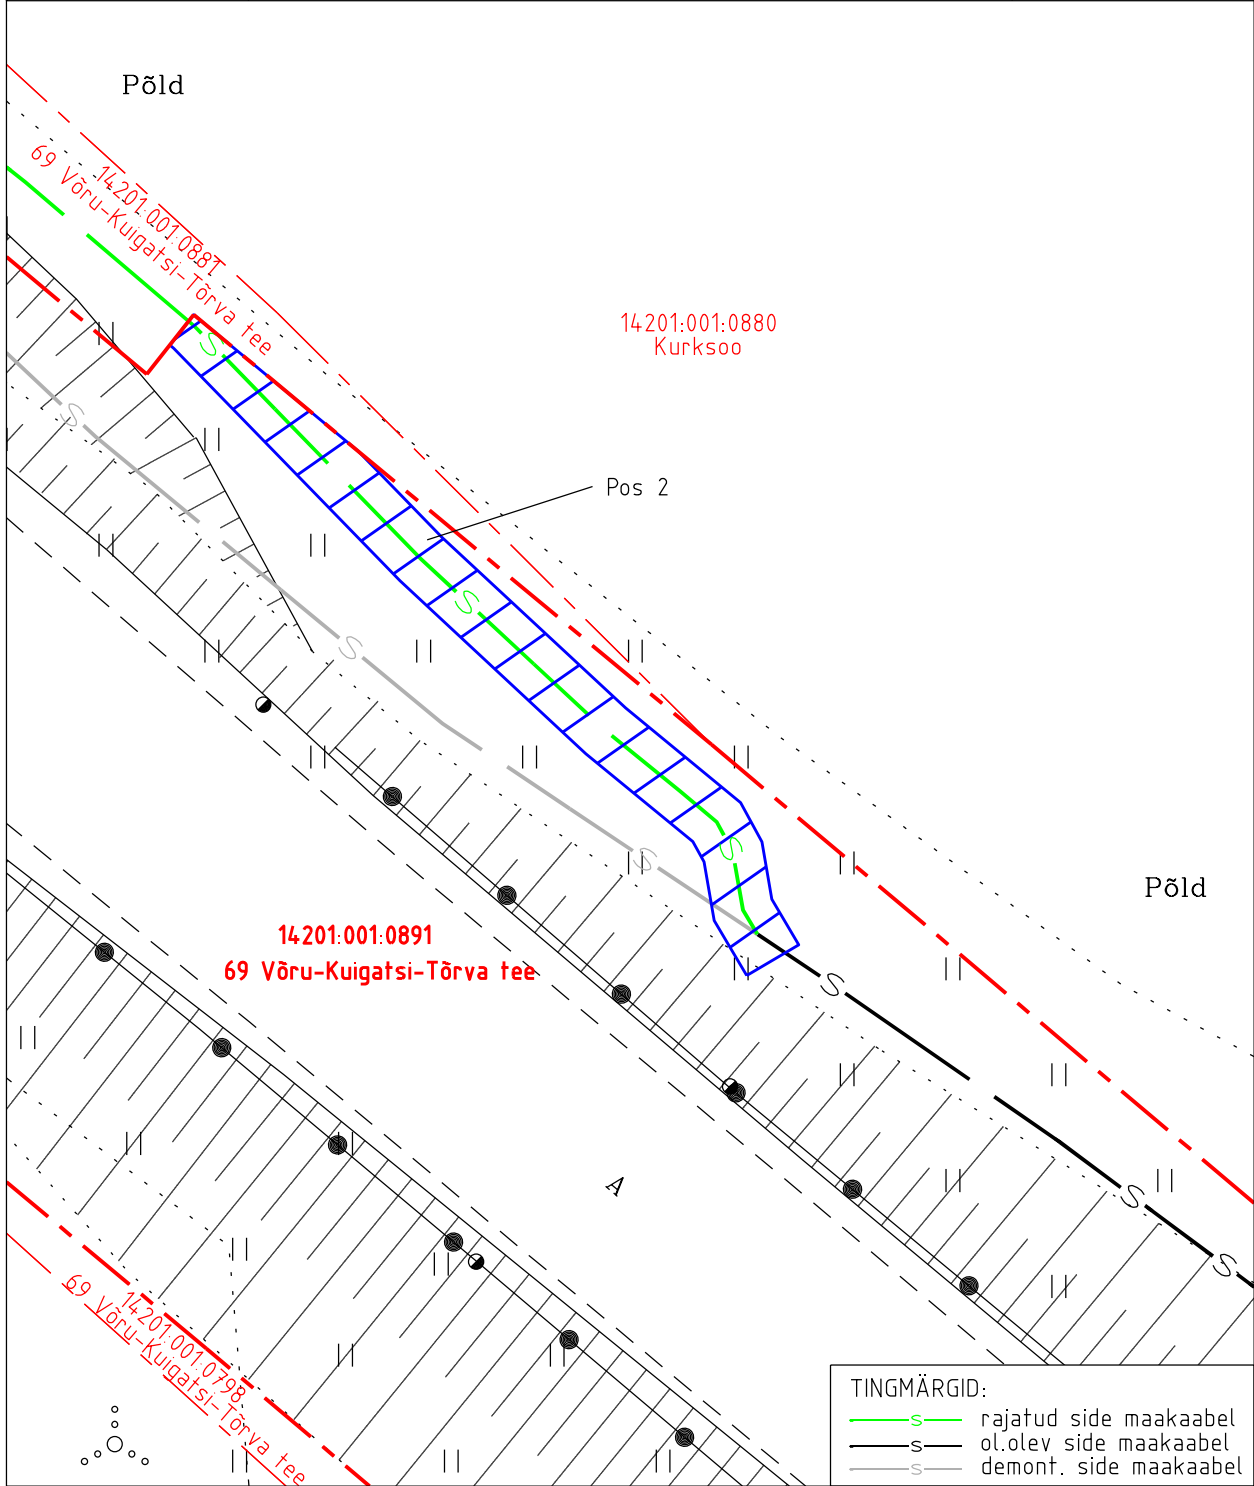 Põld
14201:001:0881
69 Võru-Kuigatsi-Tõrva tee
14201:001:0880
Kurksoo
S
S
Pos 2
S
S
S
S
Põld
14201:001:0891
69 Võru-Kuigatsi-Tõrva tee
S
A
S
S
14201:001:0798
69 Võru-Kuigatsi-Tõrva tee
TINGMÄRGID:
S rajatud side maakaabel
S ol.olev side maakaabel
S demont. side maakaabel